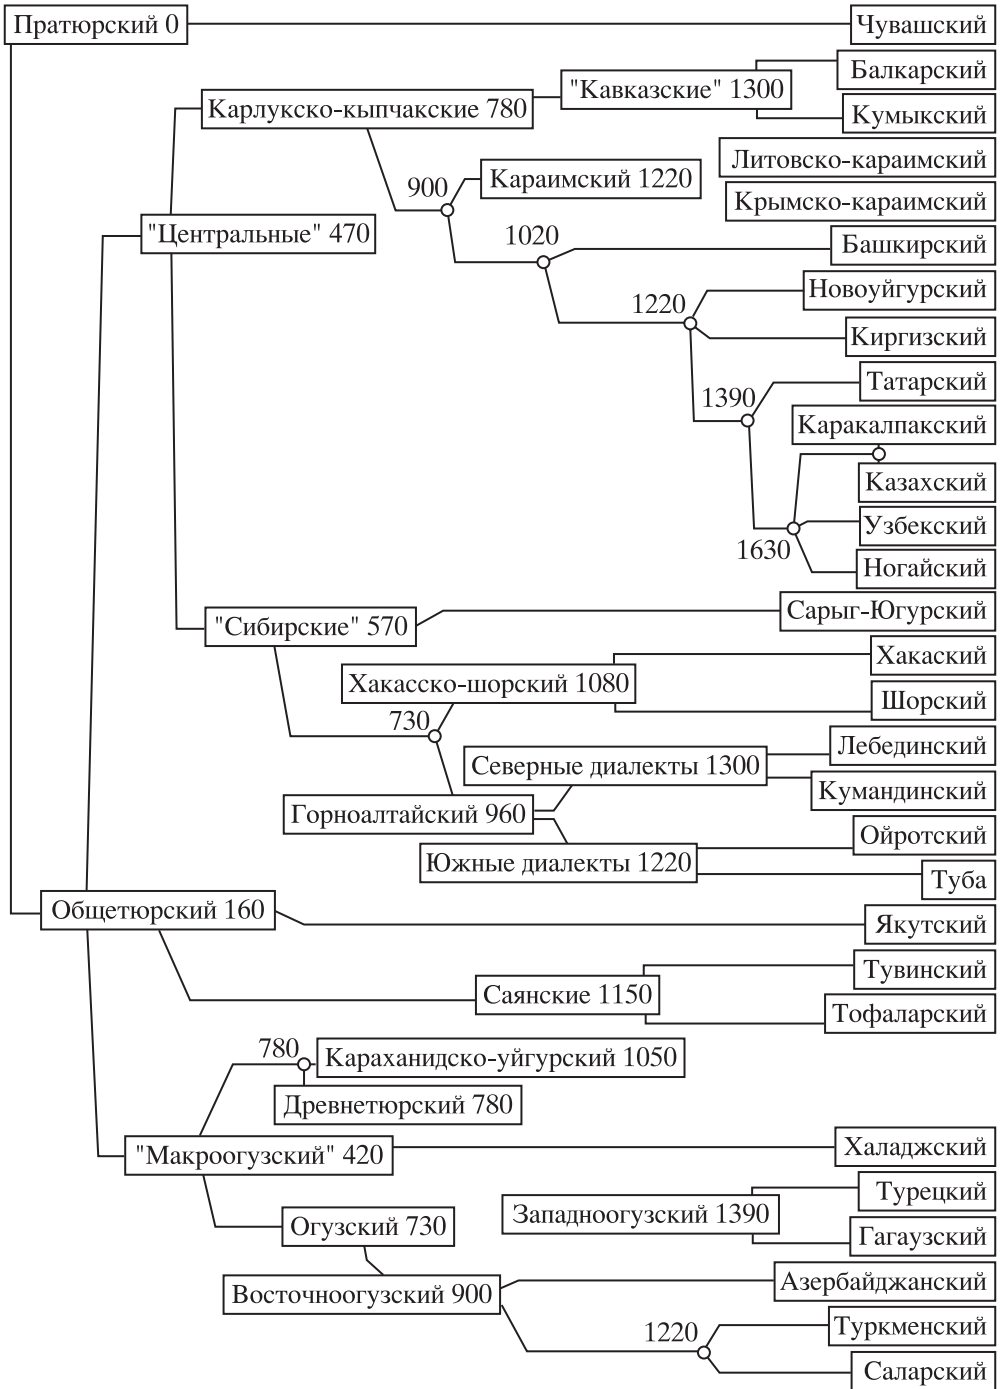 Пратюрский 0
Чувашский
Балкарский
"Кавказские" 1300
Карлукско-кыпчакские 780
Кумыкский
Литовско-караимский
Караимский 1220
900
Крымско-караимский
"Центральные" 470
1020
Башкирский
Новоуйгурский
1220
Киргизский
Татарский
1390
Каракалпакский
Казахский
Узбекский
1630
Ногайский
Сарыг-Югурский
"Сибирские" 570
Хакаский
Хакасско-шорский 1080
Шорский
730
Лебединский
Северные диалекты 1300
Кумандинский
Горноалтайский 960
Ойротский
Южные диалекты 1220
Туба
Общетюрский 160
Якутский
Тувинский
Саянские 1150
Тофаларский
780
Караханидско-уйгурский 1050
Древнетюрский 780
Халаджский
"Макроогузский" 420
Турецкий
Западноогузский 1390
Огузский 730
Гагаузский
Азербайджанский
Восточноогузский 900
Туркменский
1220
Саларский